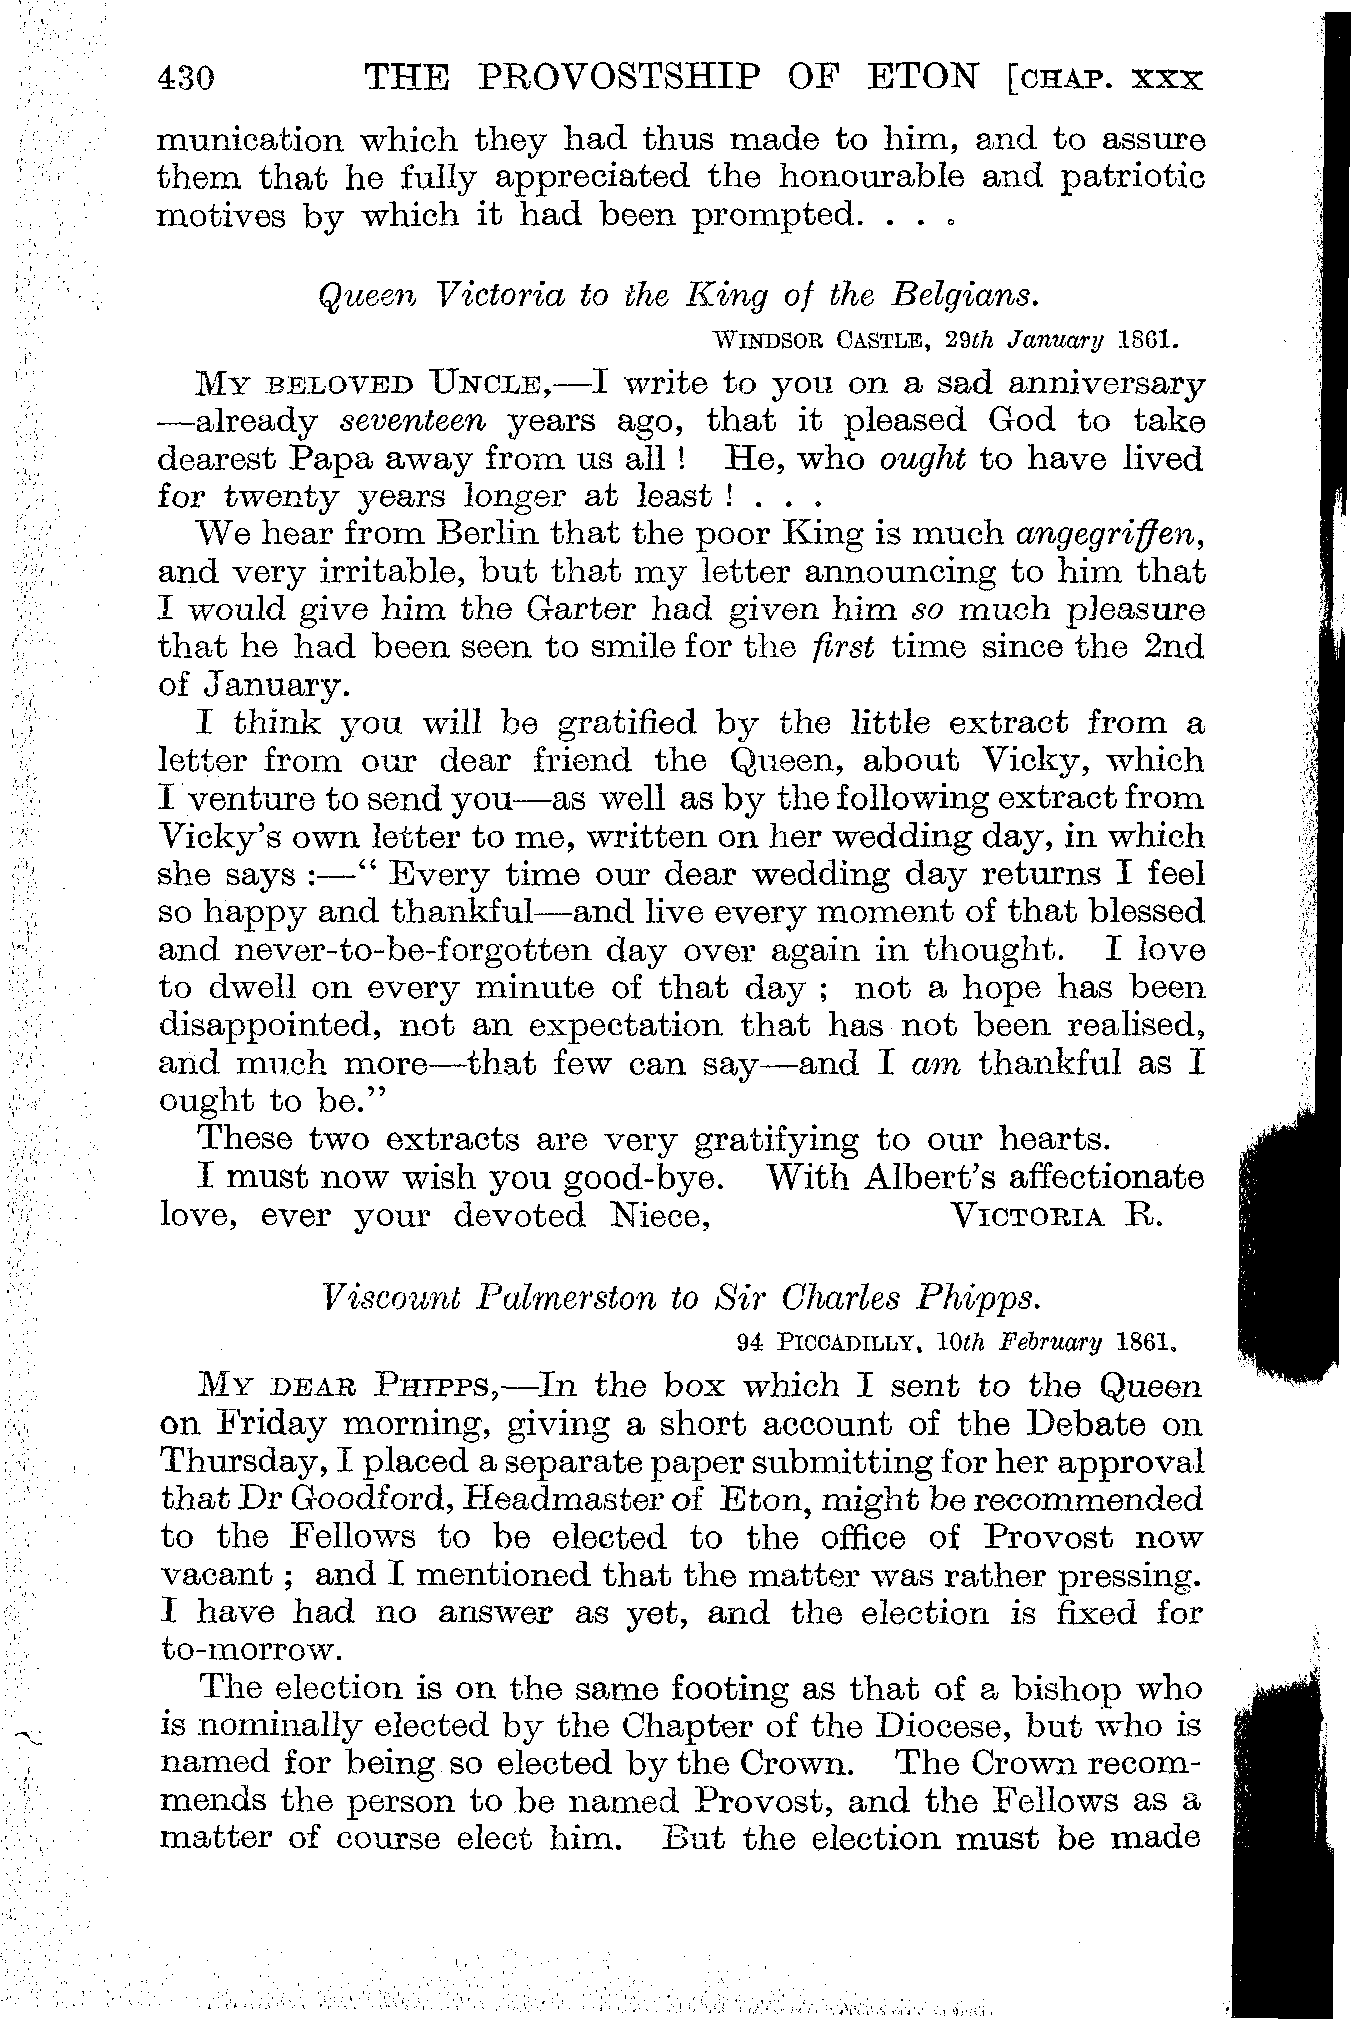 430 THE PROVOSTSHIP OF ETON [CHAP. XXX
munication which they had thus made to him, and to assure
them that he fully appreciated the honourable and patriotic
motives by which it had been prompted. . . .
Queen Victoria to the King of the Belgians.
WINDSOR CASTLE, 29th January 1861.
MY BELOVED UNCLE,—I write to you on a sad anniversary
—already seventeen years ago, that it pleased God to take
dearest Papa away from us all ! He, who ought to have lived
for twenty years longer at least ! . . .
We hear from Berlin that the poor King is much angegriffen,
and very irritable, but that my letter announcing to him that
I would give him the Garter had given him so much pleasure
that he had been seen to smile for the first time since the 2nd
of January.
I think you will be gratified by the little extract from a
letter from our dear friend the Queen, about Vicky, which
I venture to send you—as well as by the following extract from
Vicky's own letter to me, written on her wedding day, in which
she says :—" Every time our dear wedding day returns I feel
so happy and thankful—and live every moment of that blessed
and never-to-be-forgotten day over again in thought. I love
to dwell on every minute of that day ; not a hope has been
disappointed, not an expectation that has not been realised,
and much more—that few can say—and I am thankful as I
ought to be."
These two extracts are very gratifying to our hearts.
I must now wish you good-bye. With Albert's affectionate
love, ever your devoted Niece, VICTORIA R.
Viscount Palmerston to Sir Charles Phipps.
94 PICCADILLY, 10th February 1861.
MY DEAR PHIPPS,—In the box which I sent to the Queen
on Friday morning, giving a short account of the Debate on
Thursday, I placed a separate paper submitting for her approval
that Dr Goodford, Headmaster of Eton, might be recommended
to the Fellows to be elected to the office of Provost now
vacant ; and I mentioned that the matter was rather pressing.
I have had no answer as yet, and the election is fixed for
to-morrow.
The election is on the same footing as that of a bishop who
is nominally elected by the Chapter of the Diocese, but who is
named for being so elected by the Crown. The Crown recom-
mends the person to be named Provost, and the Fellows as a
matter of course elect him. But the election must be made